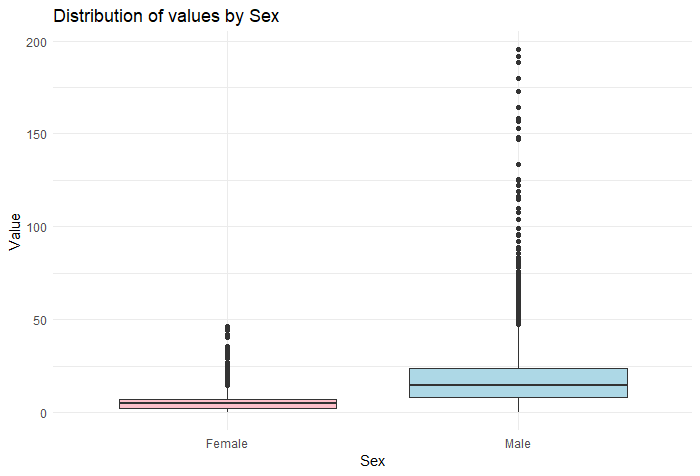 Distribution of values by Sex
200
150
100
50
0
Value
Female Male
Sex